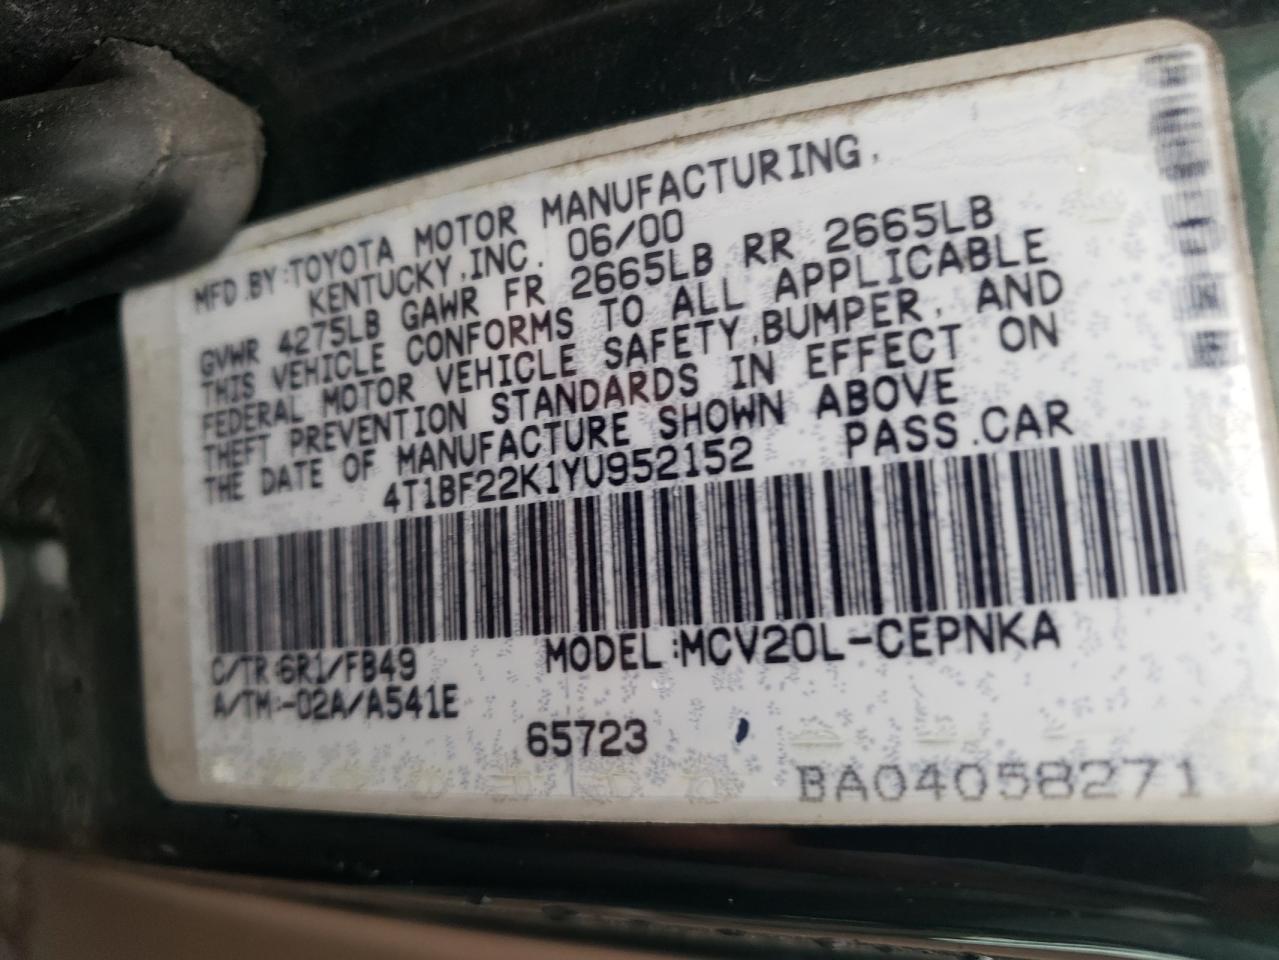 MFD.BY:TOYOTA MOTOR MANUFACTURING,
KENTUCKY,INC. 06/00
GVWR 4275LB GAWR FR 2665LB RR 2665LB
THIS VEHICLE CONFORMS TO ALL APPLICABLE
FEDERAL MOTOR VEHICLE SAFETY,BUMPER, AND
THEFT PREVENTION STANDARDS IN EFFECT ON
THE DATE OF MANUFACTURE SHOWN ABOVE
4T1BF22K1YU952152 PASS.CAR
C/TR:6R1/FB49 MODEL:MCV20L-CEPNKA
A/TM:-02A/A541E
65723
BA04058271